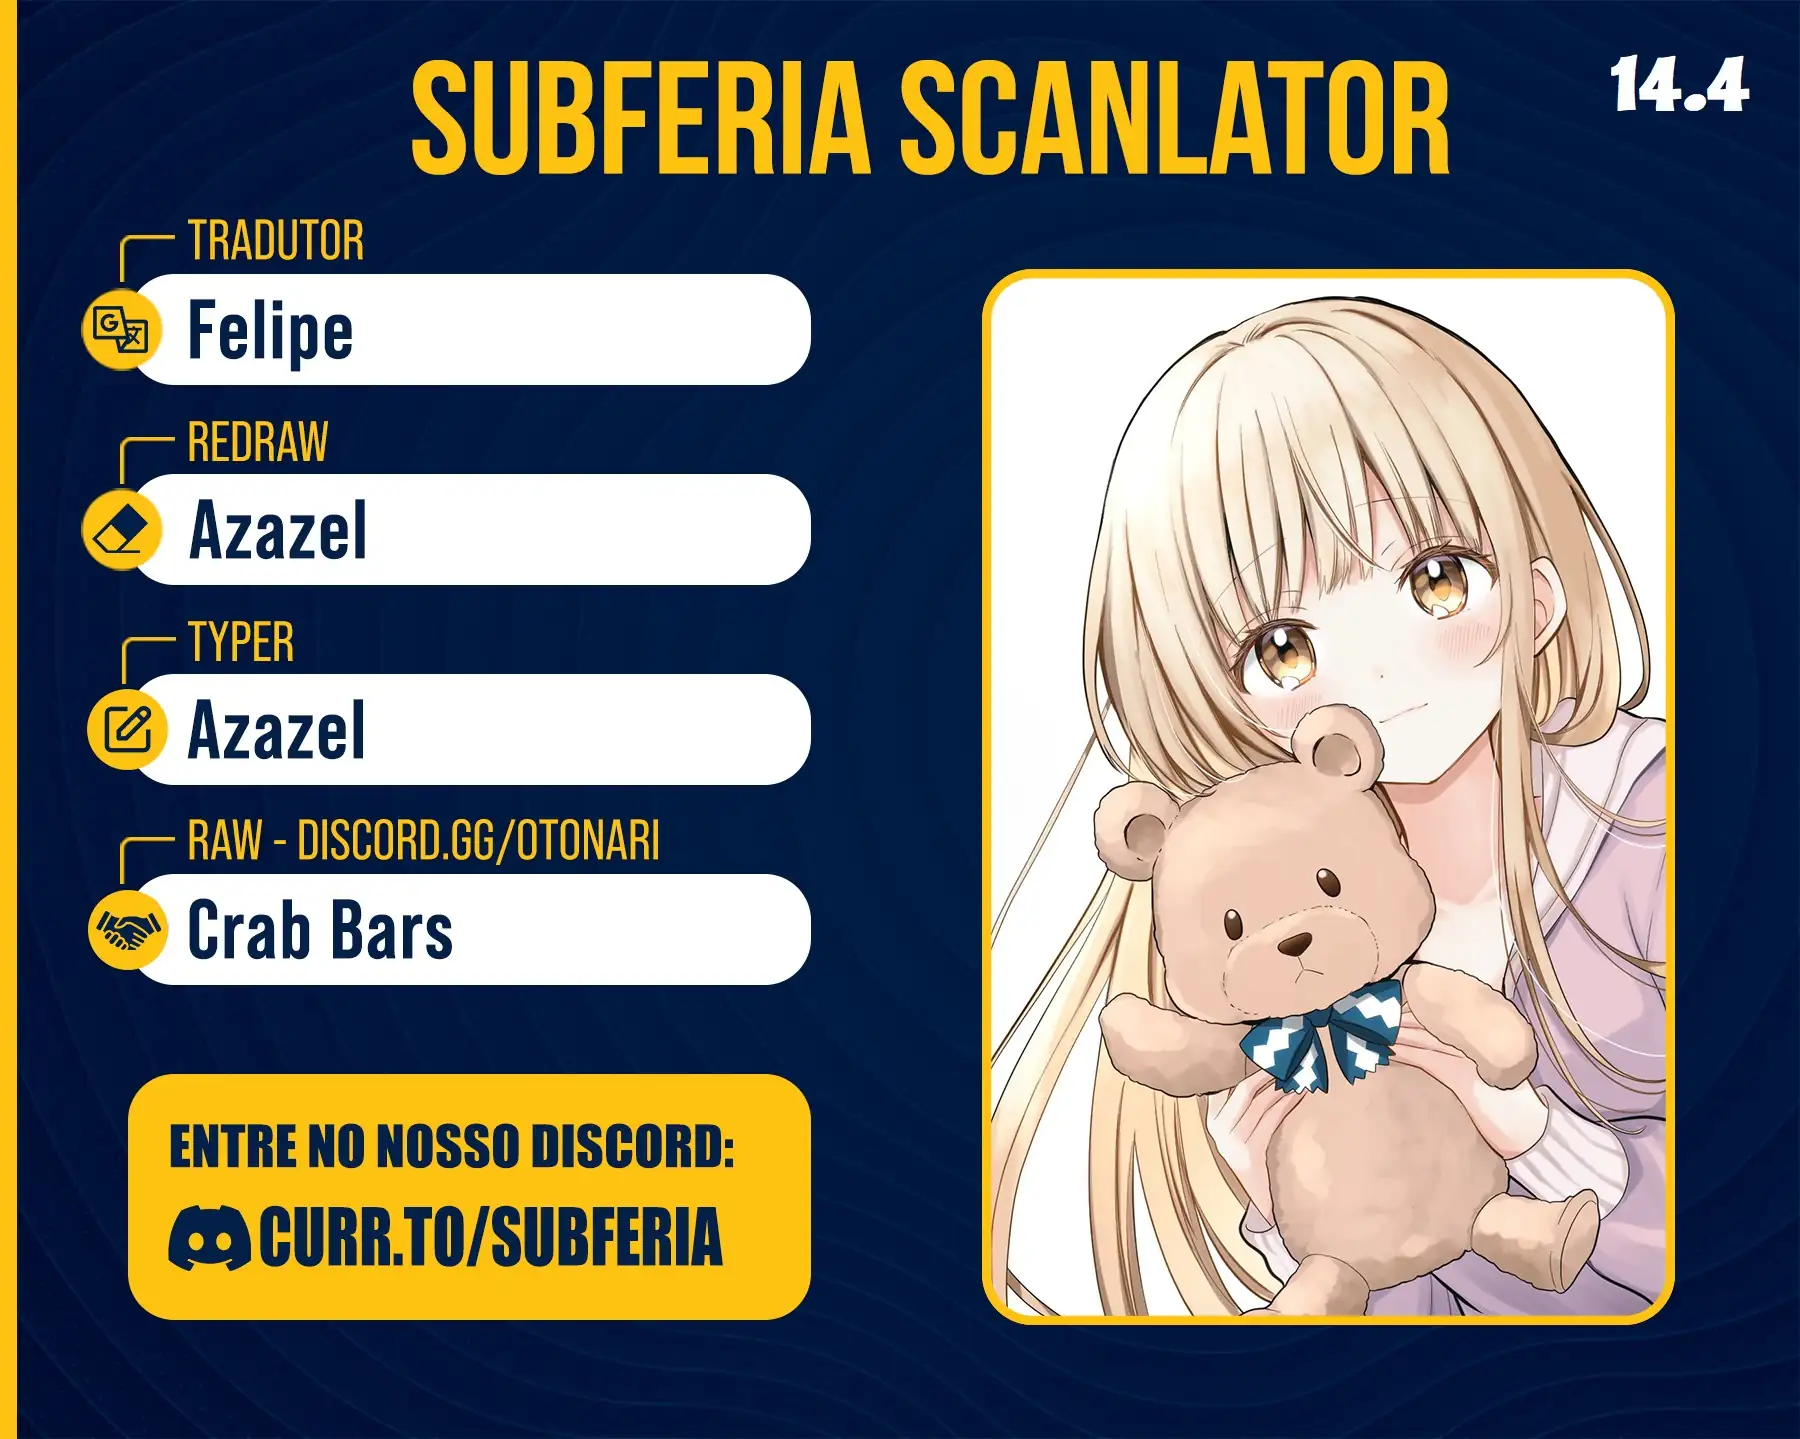 SUBFERIA SCANLATOR
14.4
TRADUTOR
Felipe
REDRAW
Azazel
TYPER
Azazel
RAW - DISCORD.GG/OTONARI
Crab Bars
ENTRE NO NOSSO DISCORD:
CURR.TO/SUBFERIA